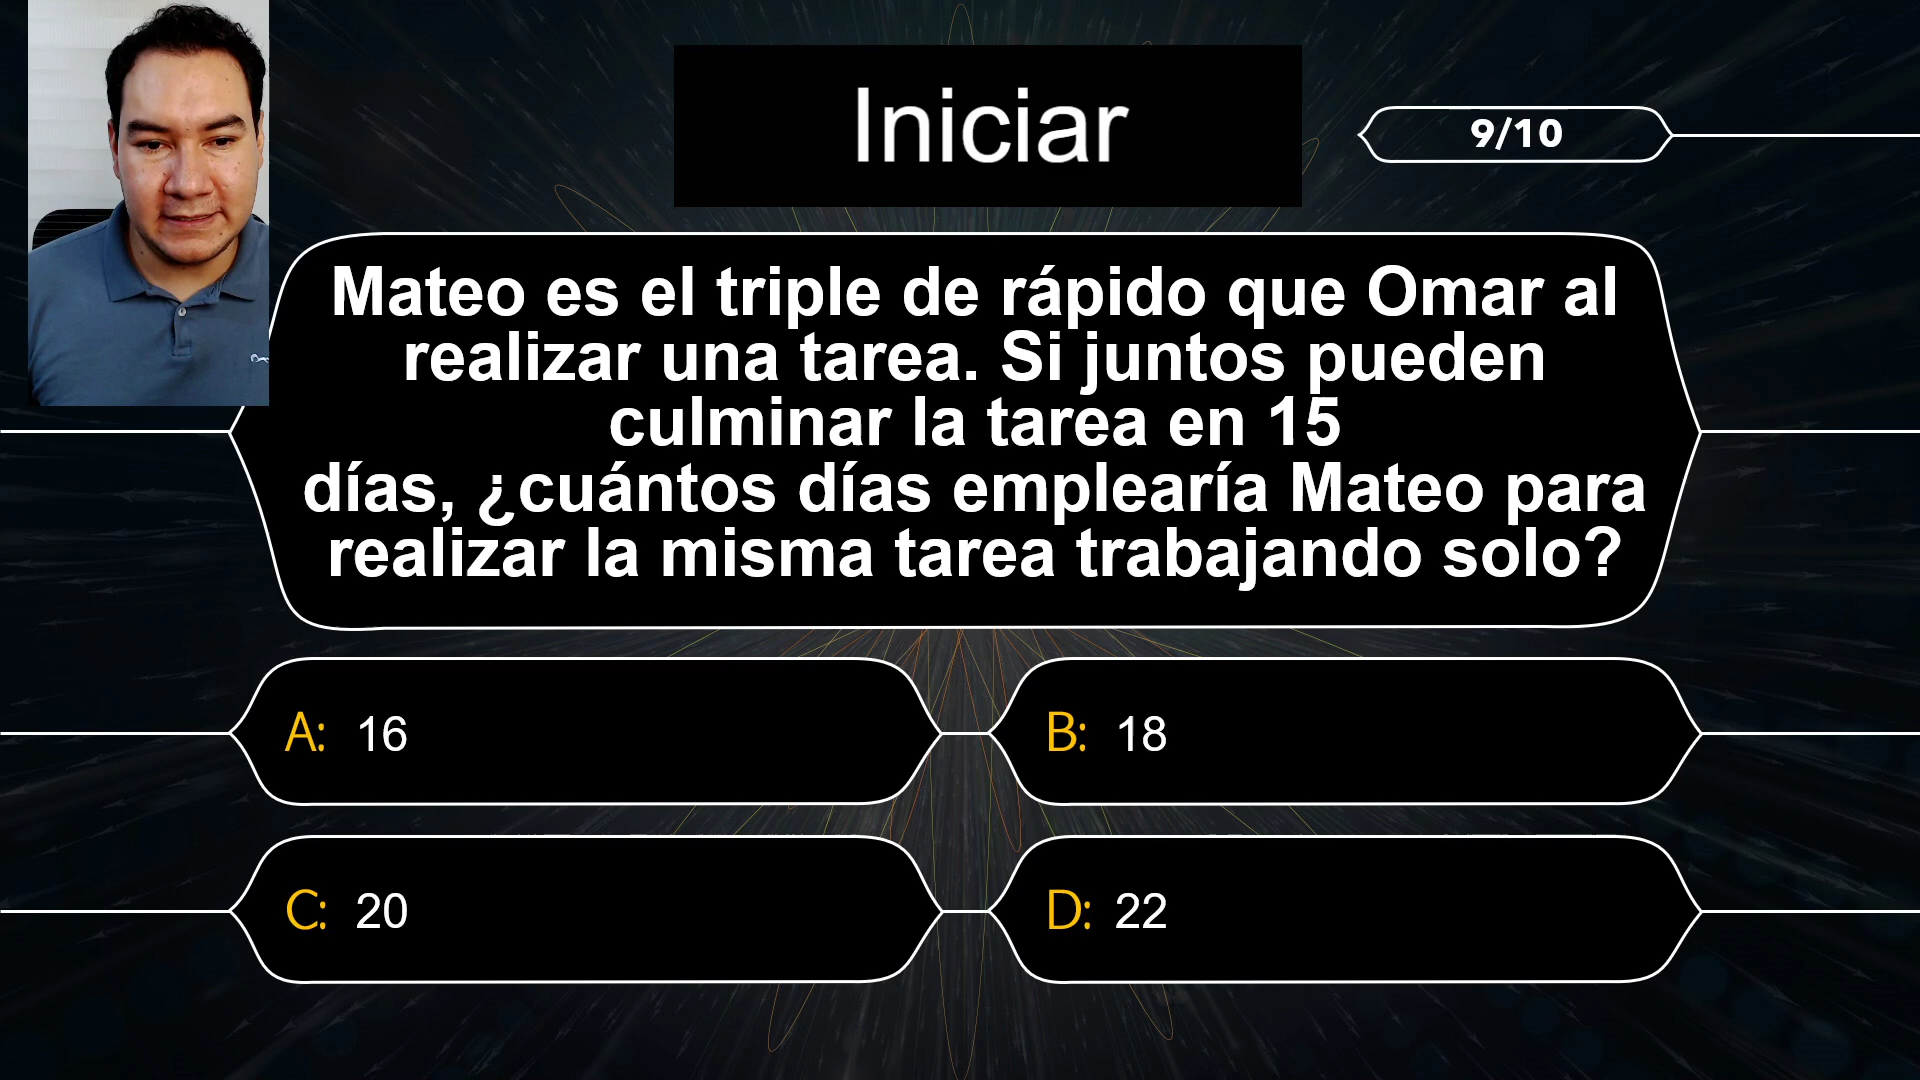 Iniciar
9/10
Mateo es el triple de rápido que Omar al
realizar una tarea. Si juntos pueden
culminar la tarea en 15
días, ¿cuántos días emplearía Mateo para
realizar la misma tarea trabajando solo?
A: 16
B: 18
C: 20
D: 22